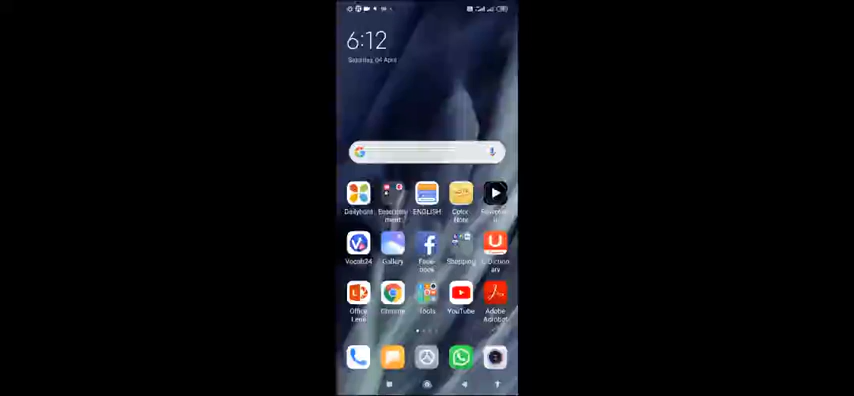 6:12
Saturday, 04 April
Dailyhunt
Entertainment
ENGLISH
Color Note
Vocab24
Gallery
Facebook
Shopping
U-Dictionary
Office Lens
Chrome
Tools
YouTube
Adobe Acrobat